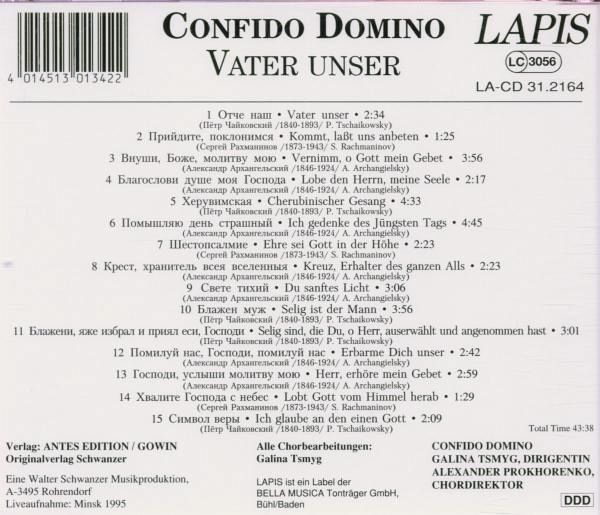 CONFIDO DOMINO
VATER UNSER
LAPIS
LC 3056
LA-CD 31.2164
4 014513 013422
1 Отче наш • Vater unser • 2:34
(Пётр Чайковский /1840-1893/ P. Tschaikowsky)
2 Прийдите, поклонимся • Kommt, laßt uns anbeten • 1:25
(Сергей Рахманинов /1873-1943/ S. Rachmaninov)
3 Внуши, Боже, молитву мою • Vernimm, o Gott mein Gebet • 3:56
(Александр Архангельский /1846-1924/ A. Archangielsky)
4 Благослови душе моя Господа • Lobe den Herrn, meine Seele • 2:17
(Александр Архангельский /1846-1924/ A. Archangielsky)
5 Херувимская • Cherubinischer Gesang • 4:33
(Пётр Чайковский /1840-1893/ P. Tschaikowsky)
6 Помышляю день страшный • Ich gedenke des Jüngsten Tags • 4:45
(Александр Архангельский /1846-1924/ A. Archangielsky)
7 Шестопсалмие • Ehre sei Gott in der Höhe • 2:23
(Сергей Рахманинов /1873-1943/ S. Rachmaninov)
8 Крест, хранитель всея вселенныя • Kreuz, Erhalter des ganzen Alls • 2:23
(Александр Архангельский /1846-1924/ A. Archangielsky)
9 Свете тихий • Du sanftes Licht • 3:06
(Александр Архангельский /1846-1924/ A. Archangielsky)
10 Блажен муж • Selig ist der Mann • 3:56
(Пётр Чайковский /1840-1893/ P. Tschaikowsky)
11 Блажени, яже избрал и приял еси, Господи • Selig sind, die Du, o Herr, auserwählt und angenommen hast • 3:01
(Пётр Чайковский /1840-1893/ P. Tschaikowsky)
12 Помилуй нас, Господи, помилуй нас • Erbarme Dich unser • 2:42
(Александр Архангельский /1846-1924/ A. Archangielsky)
13 Господи, услыши молитву мою • Herr, erhöre mein Gebet • 2:59
(Александр Архангельский /1846-1924/ A. Archangielsky)
14 Хвалите Господа с небес • Lobt Gott vom Himmel herab • 1:29
(Сергей Рахманинов /1873-1943/ S. Rachmaninov)
15 Символ веры • Ich glaube an den einen Gott • 2:09
(Пётр Чайковский /1840-1893/ P. Tschaikowsky)
Total Time 43:38
Verlag: ANTES EDITION / GOWIN
Originalverlag Schwanzer
Eine Walter Schwanzer Musikproduktion,
A-3495 Rohrendorf
Liveaufnahme: Minsk 1995
Alle Chorbearbeitungen:
Galina Tsmyg
LAPIS ist ein Label der
BELLA MUSICA Tonträger GmbH,
Bühl/Baden
CONFIDO DOMINO
GALINA TSMYG, DIRIGENTIN
ALEXANDER PROKHORENKO,
CHORDIREKTOR
DDD